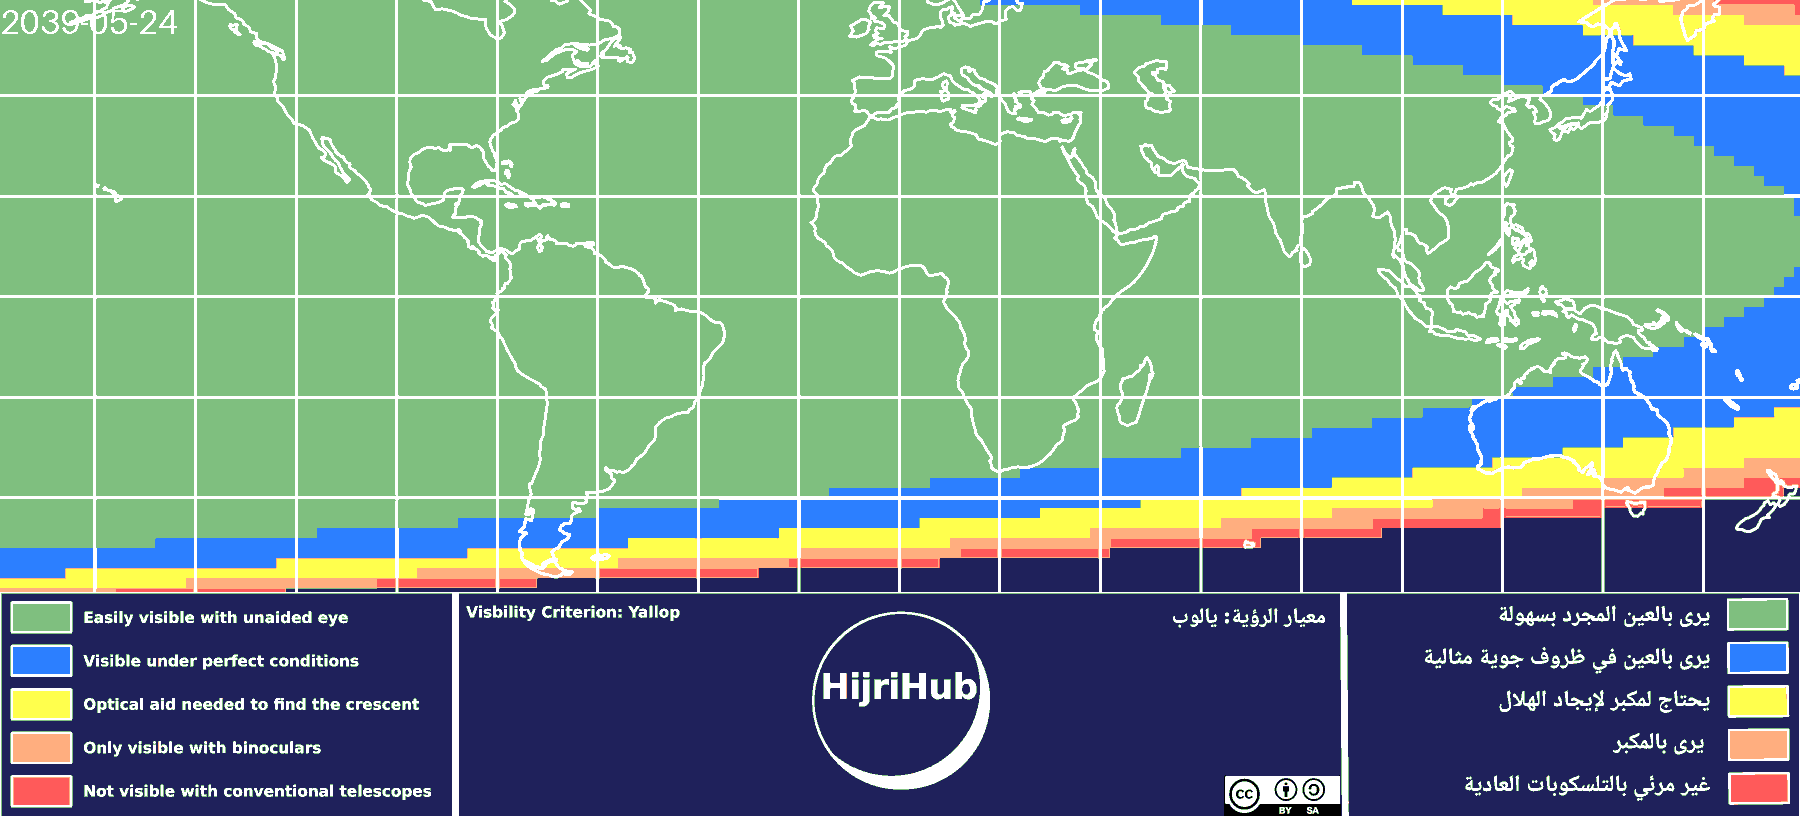 2039-05-24
Easily visible with unaided eye
Visible under perfect conditions
Optical aid needed to find the crescent
Only visible with binoculars
Not visible with conventional telescopes
Visbility Criterion: Yallop
معيار الرؤية: يالوب
HijriHub
cc
BY SA
يرى بالعين المجرد بسهولة
يرى بالعين في ظروف جوية مثالية
يحتاج لمكبر لإيجاد الهلال
يرى بالمكبر
غير مرئي بالتلسكوبات العادية